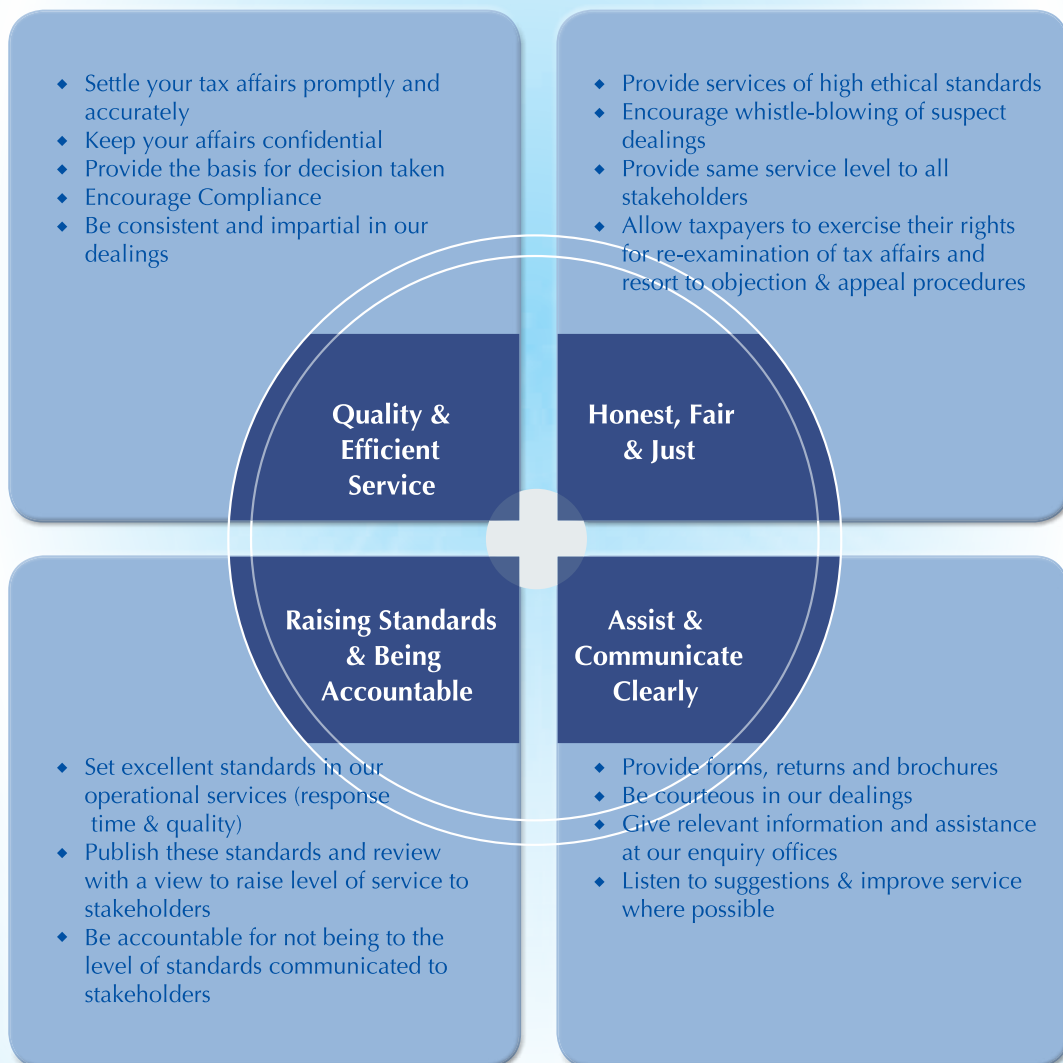 ◆ Settle your tax affairs promptly and
accurately
◆ Keep your affairs confidential
◆ Provide the basis for decision taken
◆ Encourage Compliance
◆ Be consistent and impartial in our
dealings
◆ Provide services of high ethical standards
◆ Encourage whistle-blowing of suspect
dealings
◆ Provide same service level to all
stakeholders
◆ Allow taxpayers to exercise their rights
for re-examination of tax affairs and
resort to objection & appeal procedures
Quality &
Efficient
Service
Honest, Fair
& Just
Raising Standards
& Being
Accountable
Assist &
Communicate
Clearly
◆ Set excellent standards in our
operational services (response
time & quality)
◆ Publish these standards and review
with a view to raise level of service to
stakeholders
◆ Be accountable for not being to the
level of standards communicated to
stakeholders
◆ Provide forms, returns and brochures
◆ Be courteous in our dealings
◆ Give relevant information and assistance
at our enquiry offices
◆ Listen to suggestions & improve service
where possible